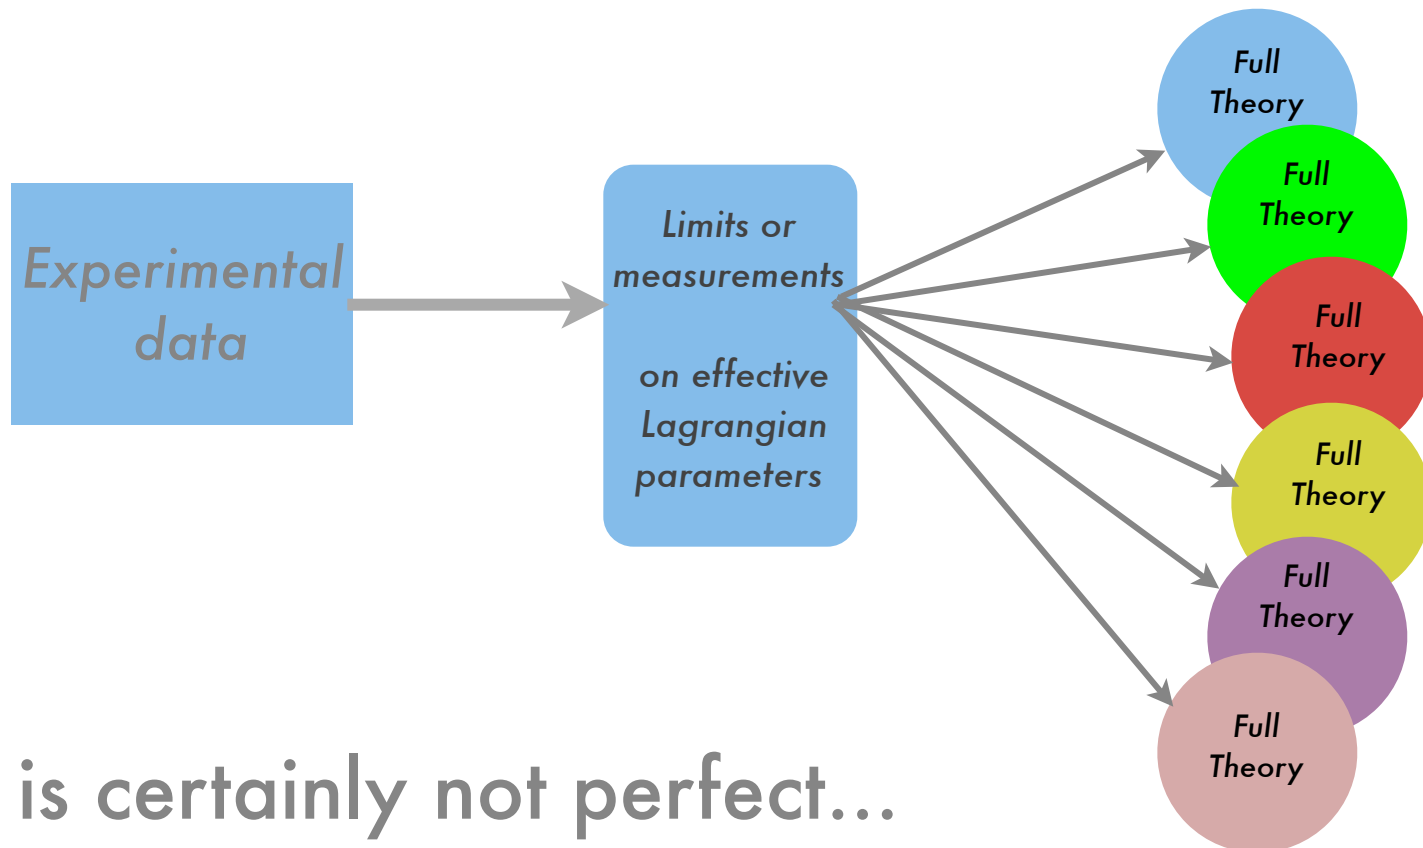 Experimental
data
Limits or
measurements
on effective
Lagrangian
parameters
Full
Theory
Full
Theory
Full
Theory
Full
Theory
Full
Theory
Full
Theory
is certainly not perfect...